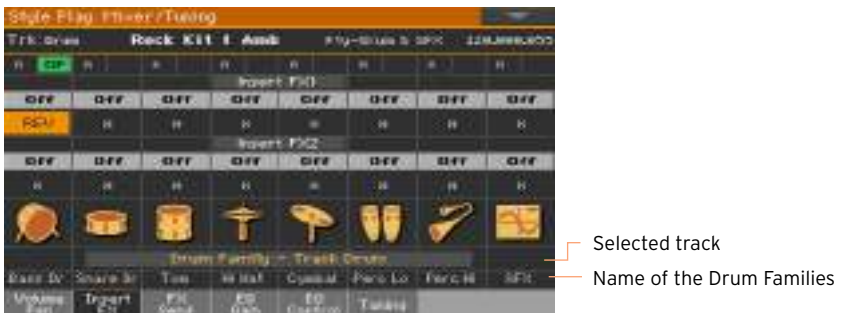 Style Play: Mixer/Tuning
Trk: Drum Rock Kit 1 Amb
Insert FX1
Off Off Off Off Off Off Off Off
REV
Insert FX2
Off Off Off Off Off Off Off Off
Drum Family - Track Drum
Selected track
Bass Dr Snare Dr Tom Hi Hat Cymbal Perc Lo Perc Hi SFX
Name of the Drum Families
Volume Pan Insert FX FX Send EQ Gain EQ Control Tuning